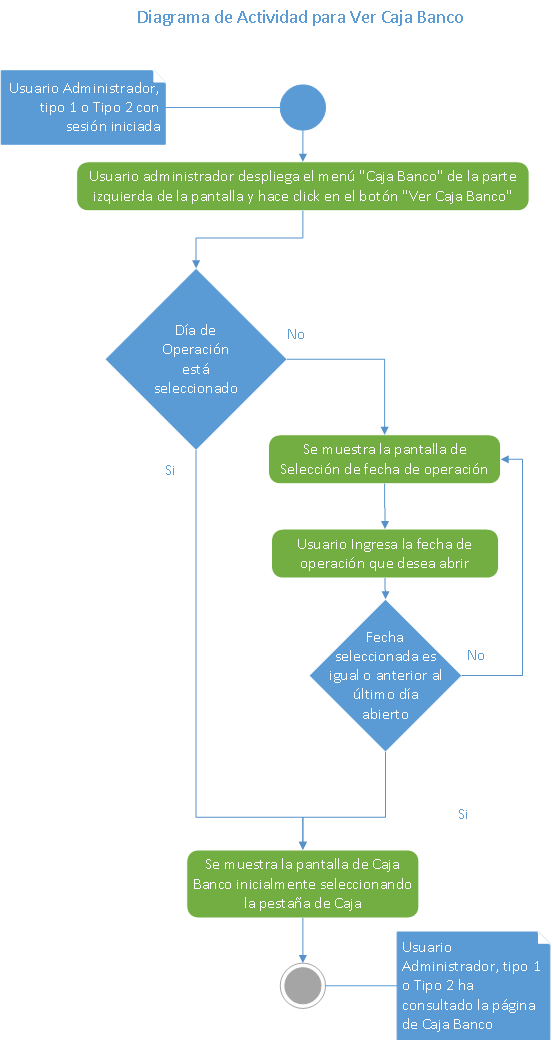 Diagrama de Actividad para Ver Caja Banco
Usuario Administrador,
tipo 1 o Tipo 2 con
sesión iniciada
Usuario administrador despliega el menú "Caja Banco" de la parte
izquierda de la pantalla y hace click en el botón "Ver Caja Banco"
Día de
Operación
está
seleccionado
No
Si
Se muestra la pantalla de
Selección de fecha de operación
Usuario Ingresa la fecha de
operación que desea abrir
Fecha
seleccionada es
igual o anterior al
último día
abierto
No
Si
Se muestra la pantalla de Caja
Banco inicialmente seleccionando
la pestaña de Caja
Usuario
Administrador, tipo 1
o Tipo 2 ha
consultado la página
de Caja Banco